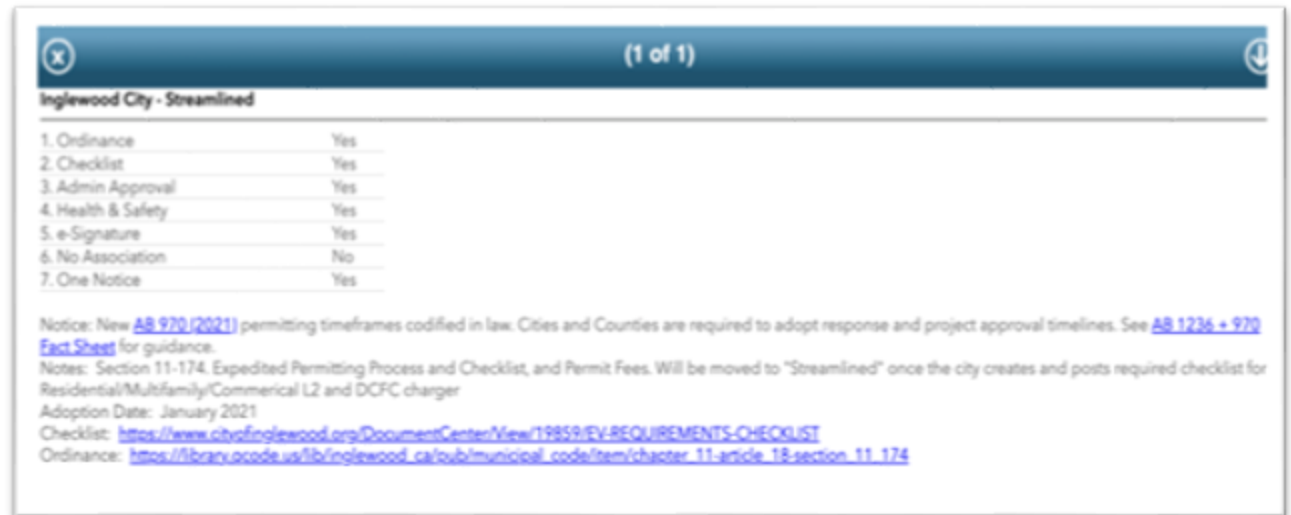 x (1 of 1)
Inglewood City - Streamlined
1. Ordinance Yes
2. Checklist Yes
3. Admin Approval Yes
4. Health & Safety Yes
5. e-Signature Yes
6. No Association No
7. One Notice Yes
Notice: New AB 970 (2021) permitting timeframes codified in law. Cities and Counties are required to adopt response and project approval timelines. See AB 1236 + 970
Fact Sheet for guidance.
Notes: Section 11-174. Expedited Permitting Process and Checklist, and Permit Fees. Will be moved to "Streamlined" once the city creates and posts required checklist for
Residential/Multifamily/Commerical L2 and DCFC charger
Adoption Date: January 2021
Checklist: https://www.cityofinglewood.org/DocumentCenter/View/19859/EV-REQUIREMENTS-CHECKLIST
Ordinance: https://library.qcode.us/lib/inglewood_ca/pub/municipal_code/item/chapter_11-article_18-section_11_174